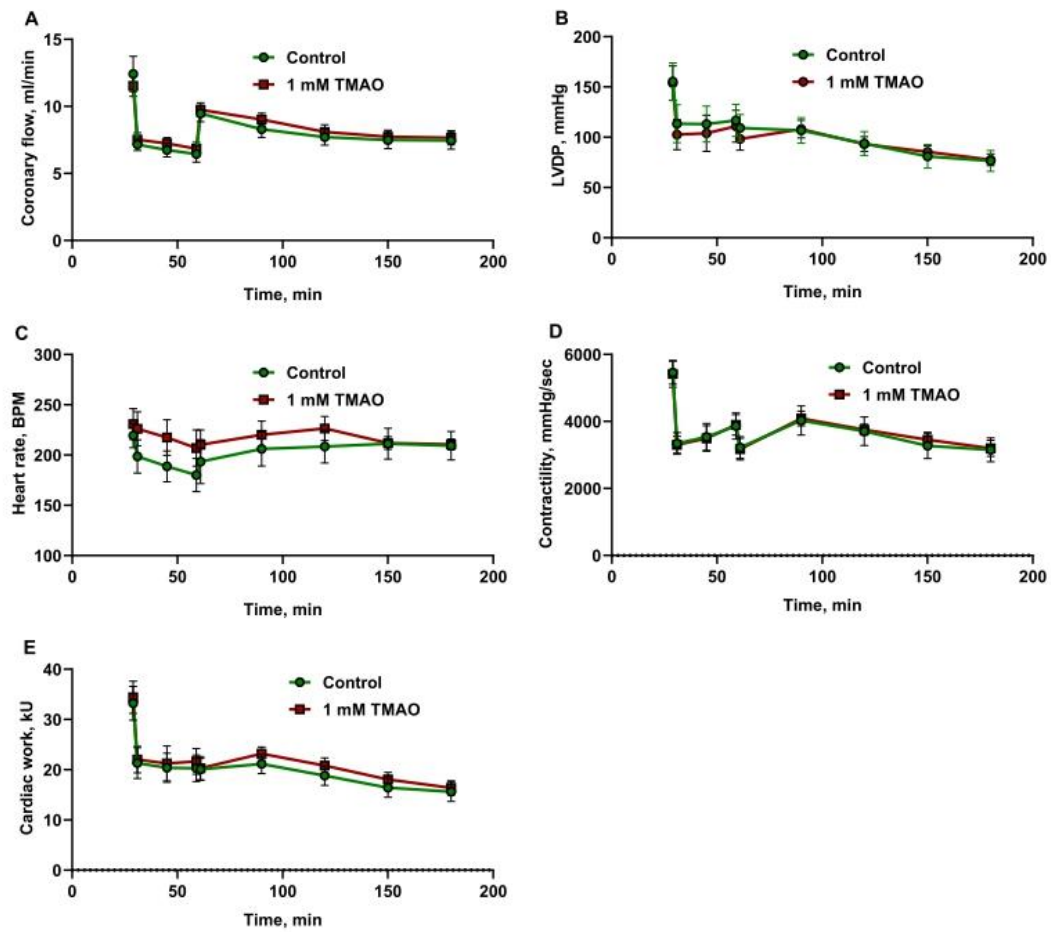 A
Coronary flow, ml/min
15
10
5
0
0 50 100 150 200
Time, min
Control
1 mM TMAO
B
LVDP, mmHg
200
150
100
50
0
0 50 100 150 200
Time, min
Control
1 mM TMAO
C
Heart rate, BPM
300
250
200
150
100
0 50 100 150 200
Time, min
Control
1 mM TMAO
D
Contractility, mmHg/sec
6000
4000
2000
0
0 50 100 150 200
Time, min
Control
1 mM TMAO
E
Cardiac work, kU
40
30
20
10
0
0 50 100 150 200
Time, min
Control
1 mM TMAO